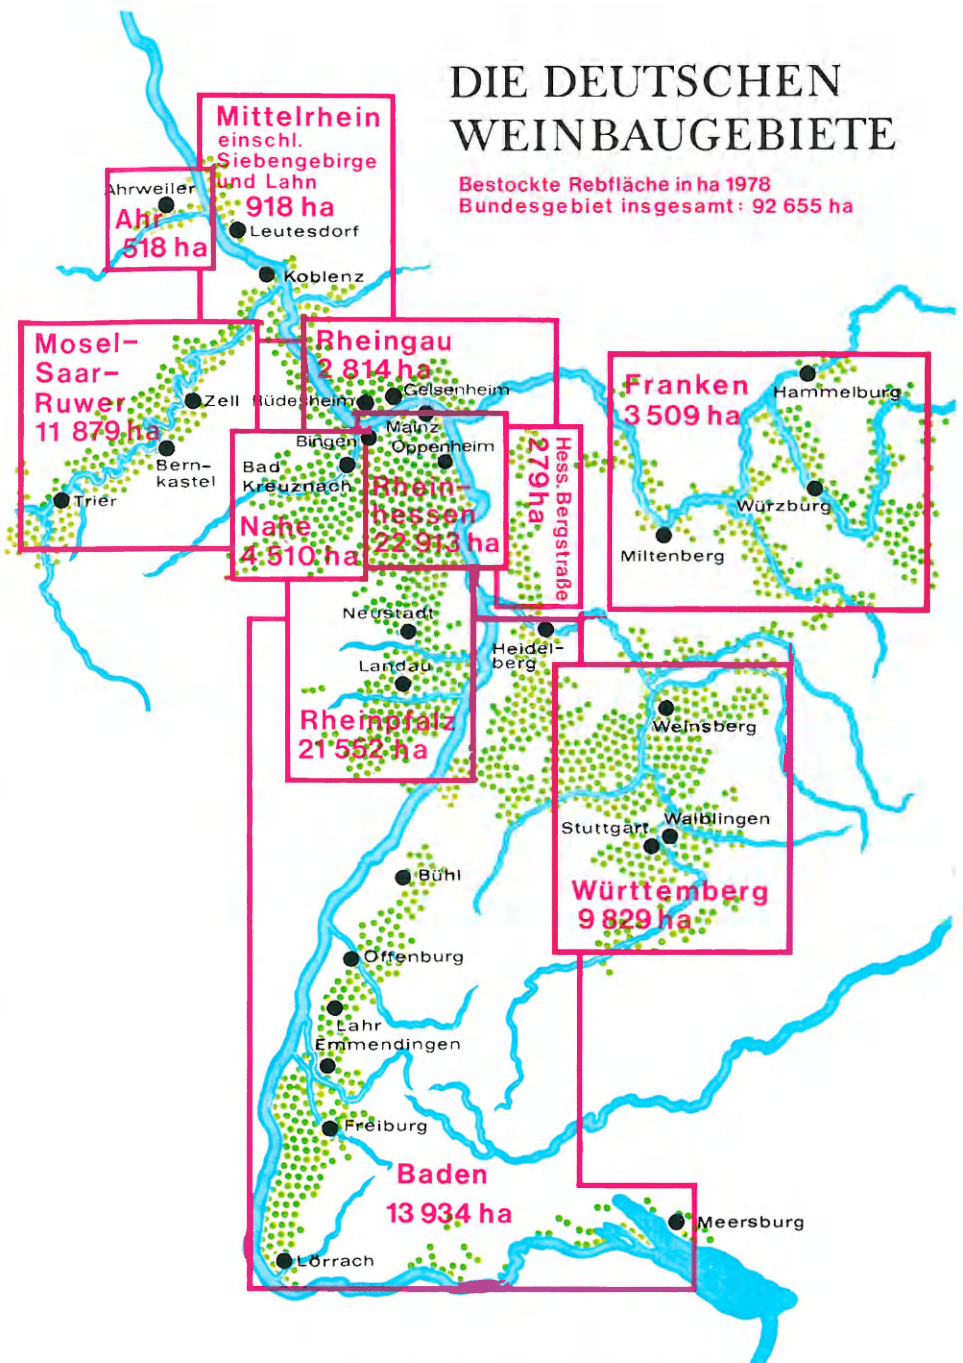 DIE DEUTSCHEN
WEINBAUGEBIETE
Bestockte Rebfläche in ha 1978
Bundesgebiet insgesamt: 92 655 ha
Mittelrhein
einschl.
Siebengebirge
und Lahn
918 ha
Ahrweiler
Ahr
518 ha
Leutesdorf
Koblenz
Mosel-
Saar-
Ruwer
11 879 ha
Zell
Bern-
kastel
Trier
Rheingau
2 814 ha
Geisenheim
Rüdesheim
Mainz
Bingen
Oppenheim
Bad
Kreuznach
Nahe
4 510 ha
Rhein-
hessen
22 913 ha
Hess. Bergstraße
279 ha
Franken
3 509 ha
Hammelburg
Würzburg
Miltenberg
Neustadt
Landau
Rheinpfalz
21 552 ha
Heidel-
berg
Weinsberg
Waiblingen
Stuttgart
Württemberg
9 829 ha
Bühl
Offenburg
Lahr
Emmendingen
Freiburg
Baden
13 934 ha
Meersburg
Lörrach